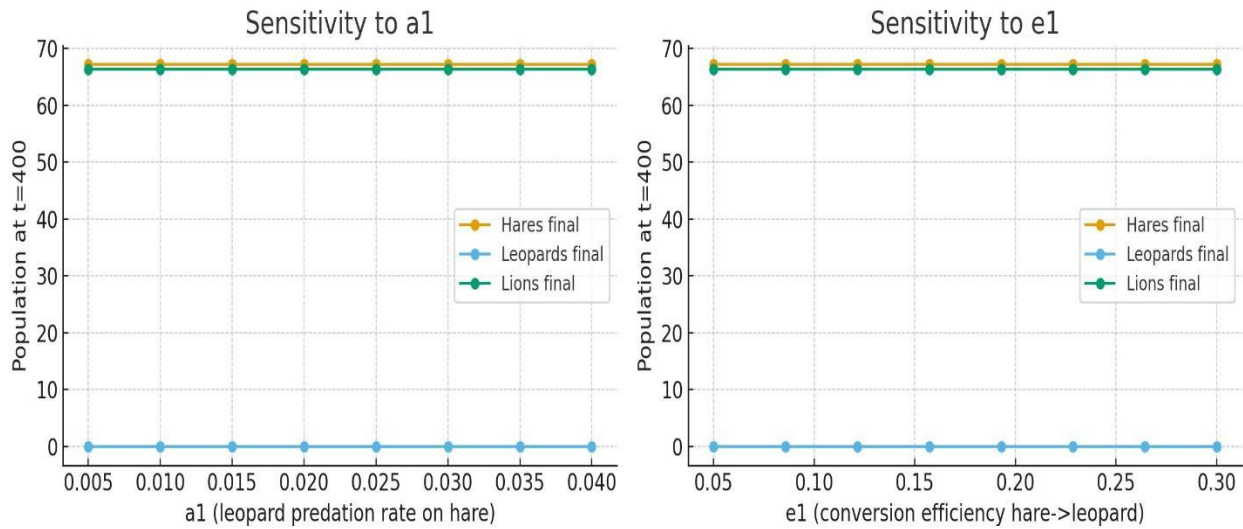 Sensitivity to a1
Population at t=400
70
60
50
40
30
20
10
0
Hares final
Leopards final
Lions final
0.005 0.010 0.015 0.020 0.025 0.030 0.035 0.040
a1 (leopard predation rate on hare)
Sensitivity to e1
Population at t=400
70
60
50
40
30
20
10
0
Hares final
Leopards final
Lions final
0.05 0.10 0.15 0.20 0.25 0.30
e1 (conversion efficiency hare->leopard)